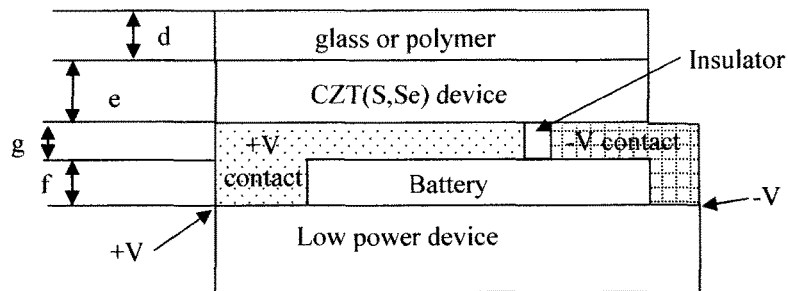 d
glass or polymer
Insulator
e
CZT(S,Se) device
g
+V
contact
-V contact
f
Battery
-V
+V
Low power device